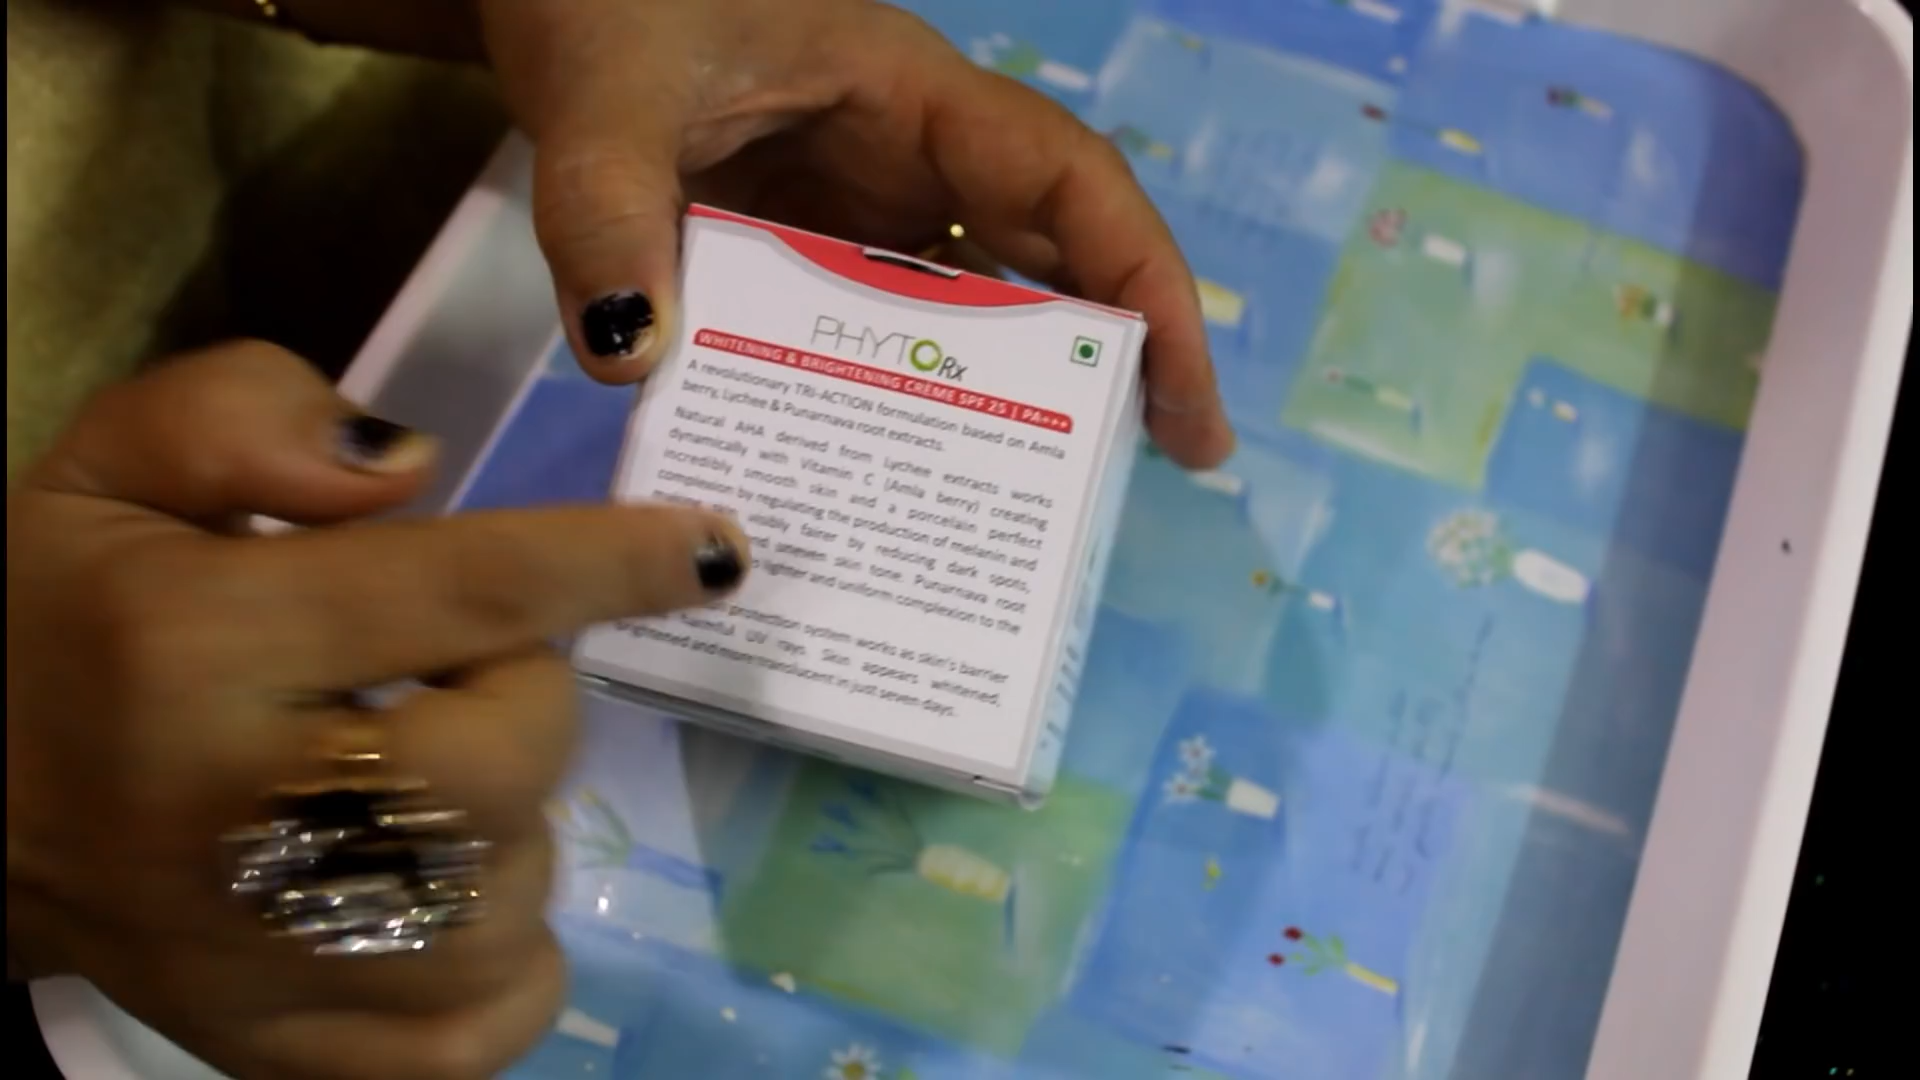 PHYTORx
WHITENING & BRIGHTENING CRÈME SPF 25 | PA+++
A revolutionary TRI-ACTION formulation based on Amla
berry, Lychee & Punarnava root extracts.
Natural AHA derived from Lychee extracts works
dynamically with Vitamin C (Amla berry) creating
incredibly smooth skin and a porcelain perfect
complexion by regulating the production of melanin and
skin visibly fairer by reducing dark spots,
and uneven skin tone. Punarnava root
lighter and uniform complexion to the
protection system works as skin's barrier
harmful UV rays. Skin appears whitened,
brightened and more translucent in just seven days.